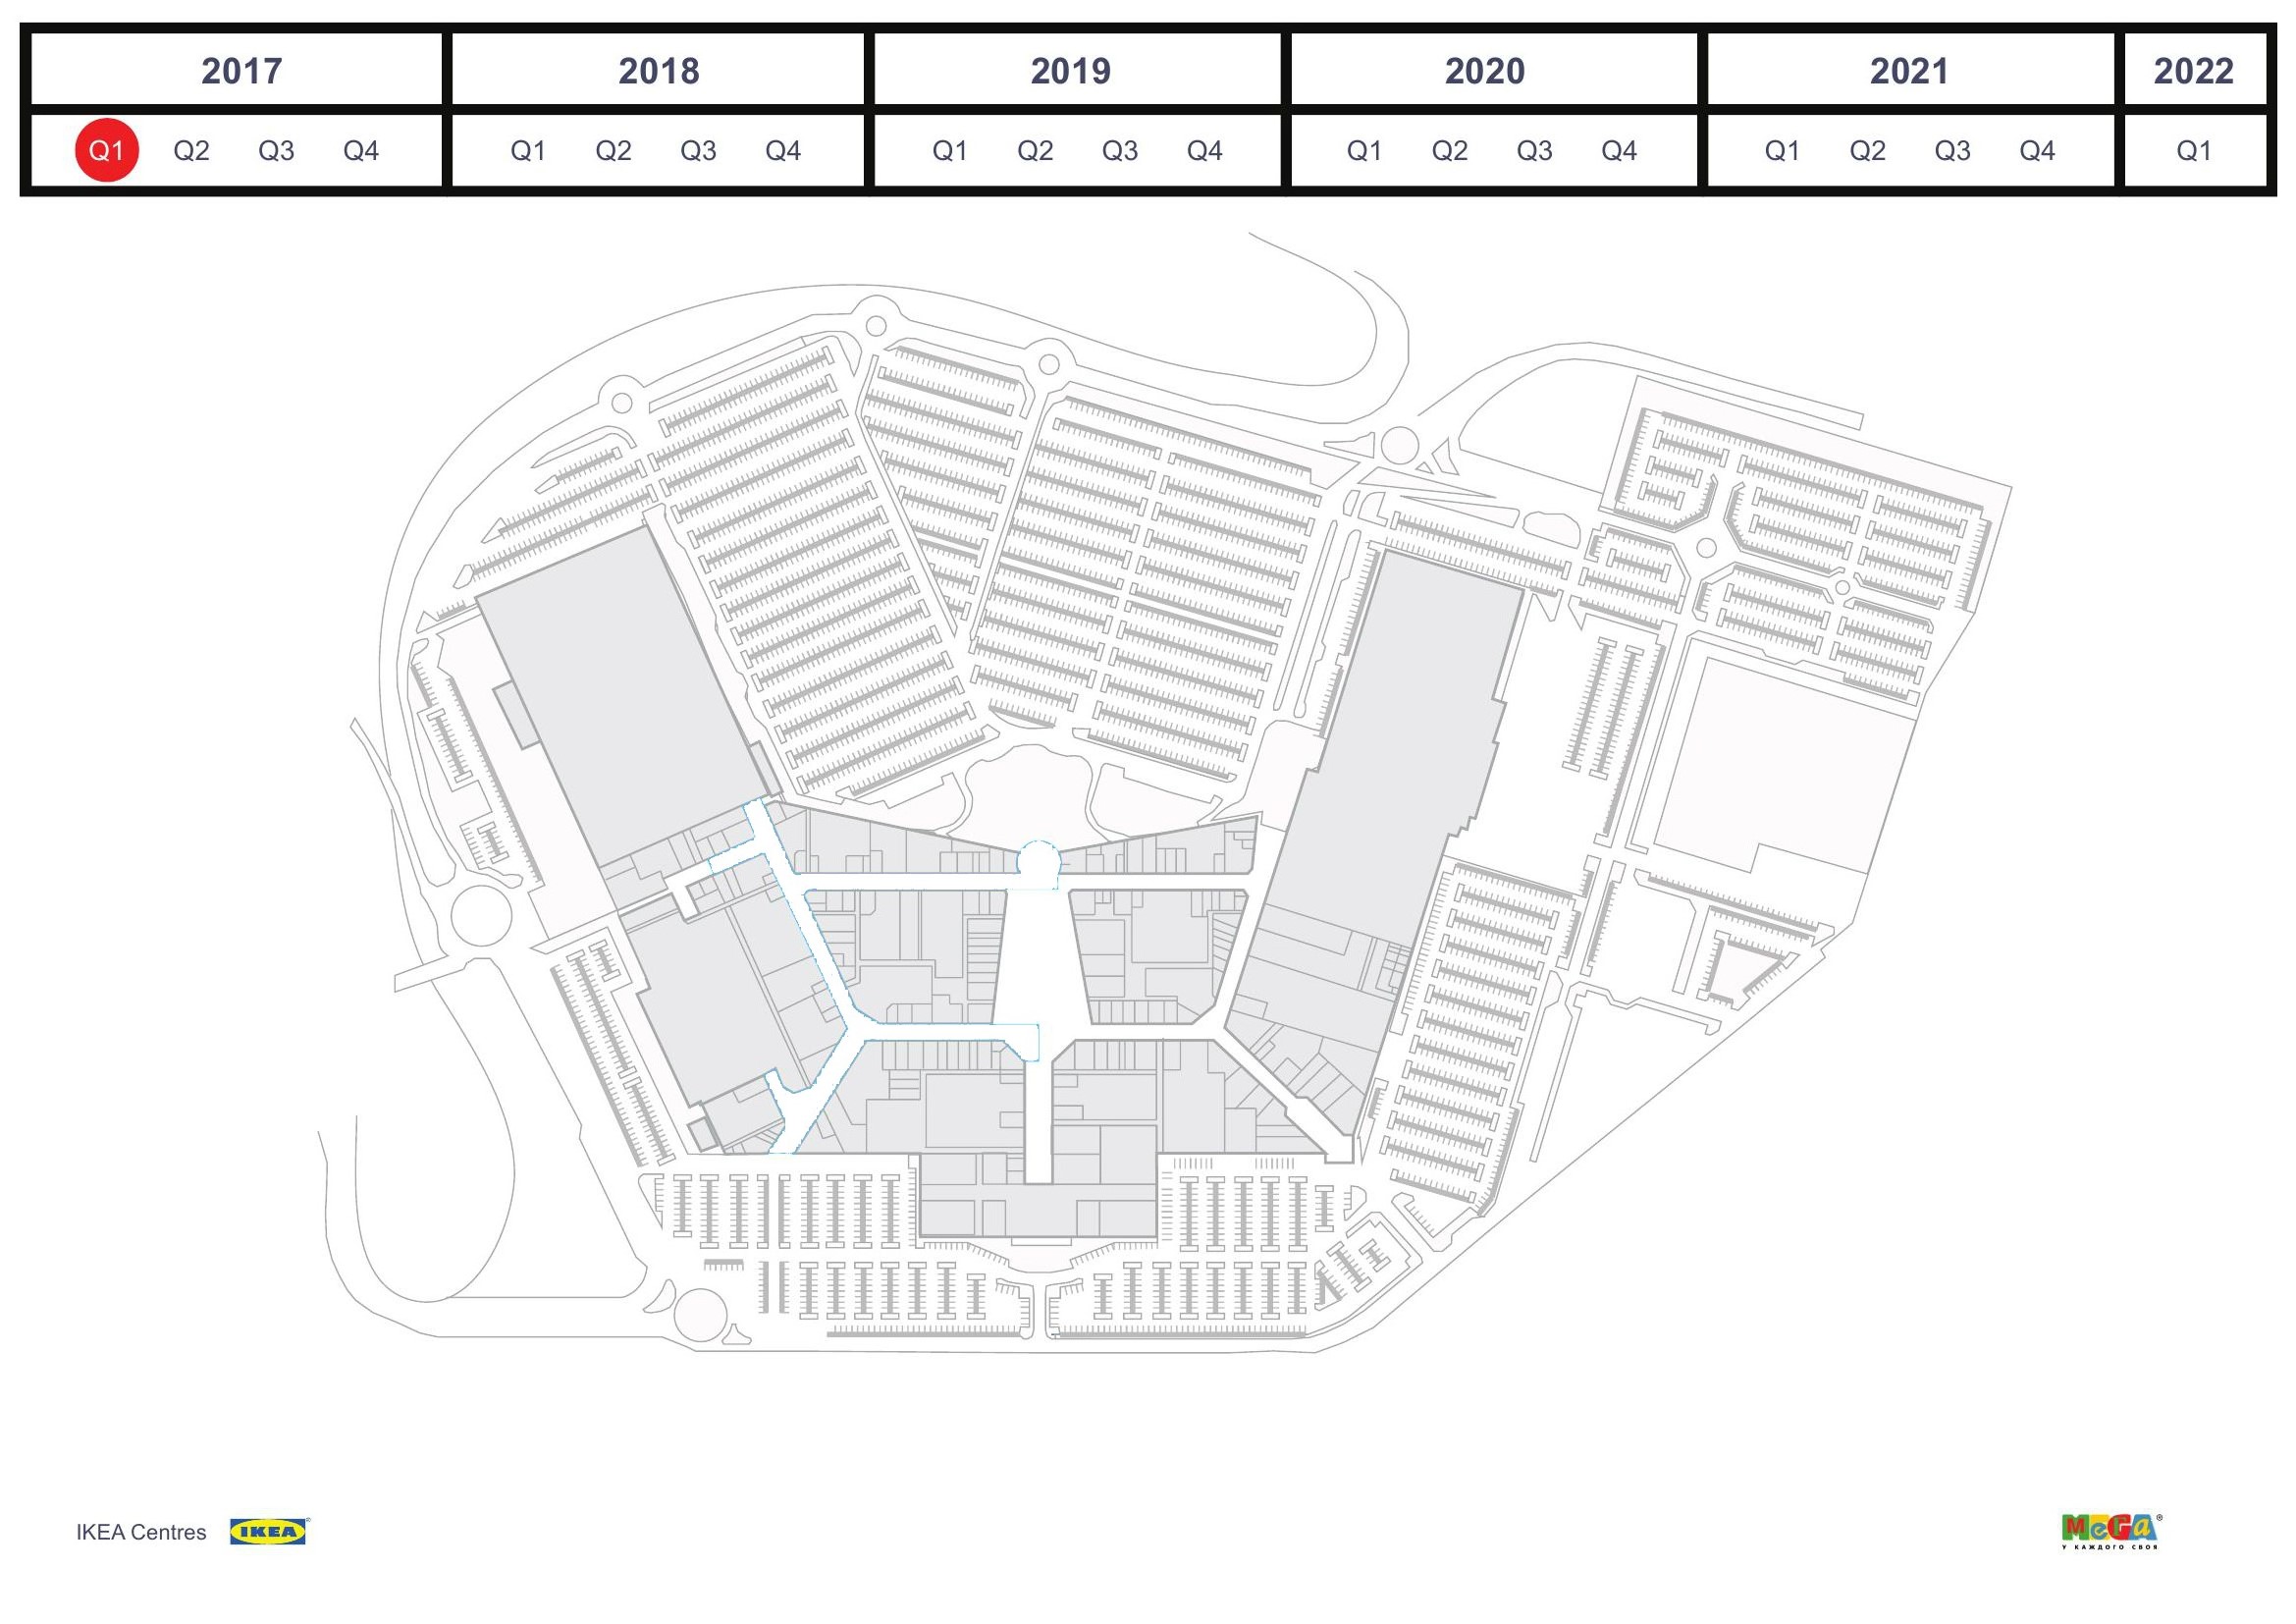 2017 2018 2019 2020 2021 2022
Q1 Q2 Q3 Q4 Q1 Q2 Q3 Q4 Q1 Q2 Q3 Q4 Q1 Q2 Q3 Q4 Q1 Q2 Q3 Q4 Q1
IKEA Centres IKEA ® MEGA ®
У КАЖДОГО СВОЯ